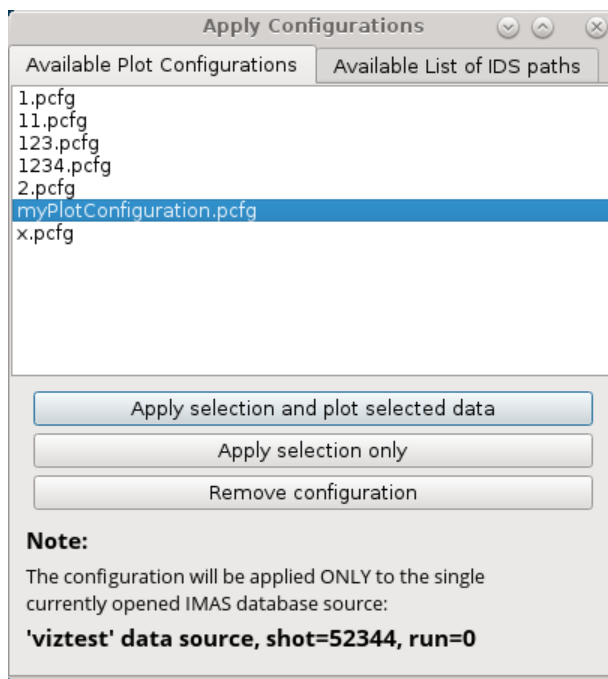 Apply Configurations
Available Plot Configurations
Available List of IDS paths
1.pcfg
11.pcfg
123.pcfg
1234.pcfg
2.pcfg
myPlotConfiguration.pcfg
x.pcfg
Apply selection and plot selected data
Apply selection only
Remove configuration
Note:
The configuration will be applied ONLY to the single
currently opened IMAS database source:
'viztest' data source, shot=52344, run=0